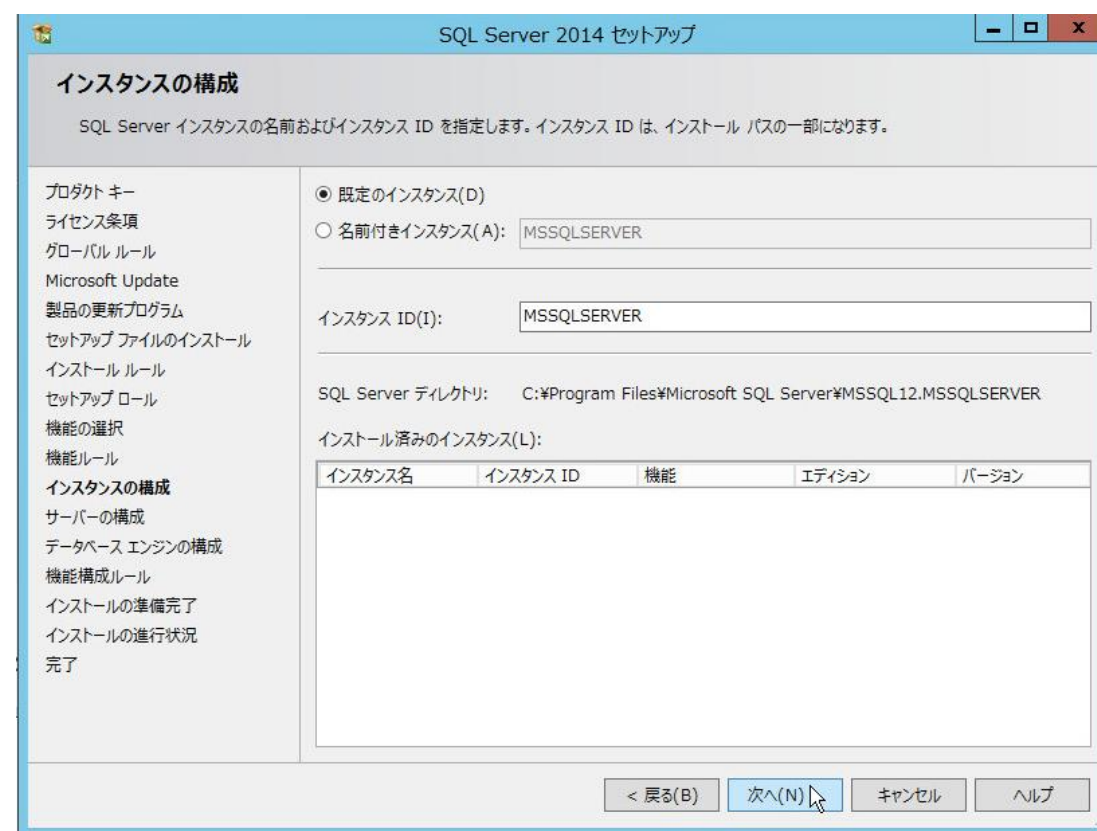 SQL Server 2014 セットアップ
インスタンスの構成
SQL Server インスタンスの名前およびインスタンス ID を指定します。インスタンス ID は、インストール パスの一部になります。
プロダクト キー
ライセンス条項
グローバル ルール
Microsoft Update
製品の更新プログラム
セットアップ ファイルのインストール
インストール ルール
セットアップ ロール
機能の選択
機能ルール
インスタンスの構成
サーバーの構成
データベース エンジンの構成
機能構成ルール
インストールの準備完了
インストールの進行状況
完了
既定のインスタンス(D)
名前付きインスタンス(A): MSSQLSERVER
インスタンス ID(I): MSSQLSERVER
SQL Server ディレクトリ: C:¥Program Files¥Microsoft SQL Server¥MSSQL12.MSSQLSERVER
インストール済みのインスタンス(L):
インスタンス名 インスタンス ID 機能 エディション バージョン
< 戻る(B) 次へ(N) > キャンセル ヘルプ